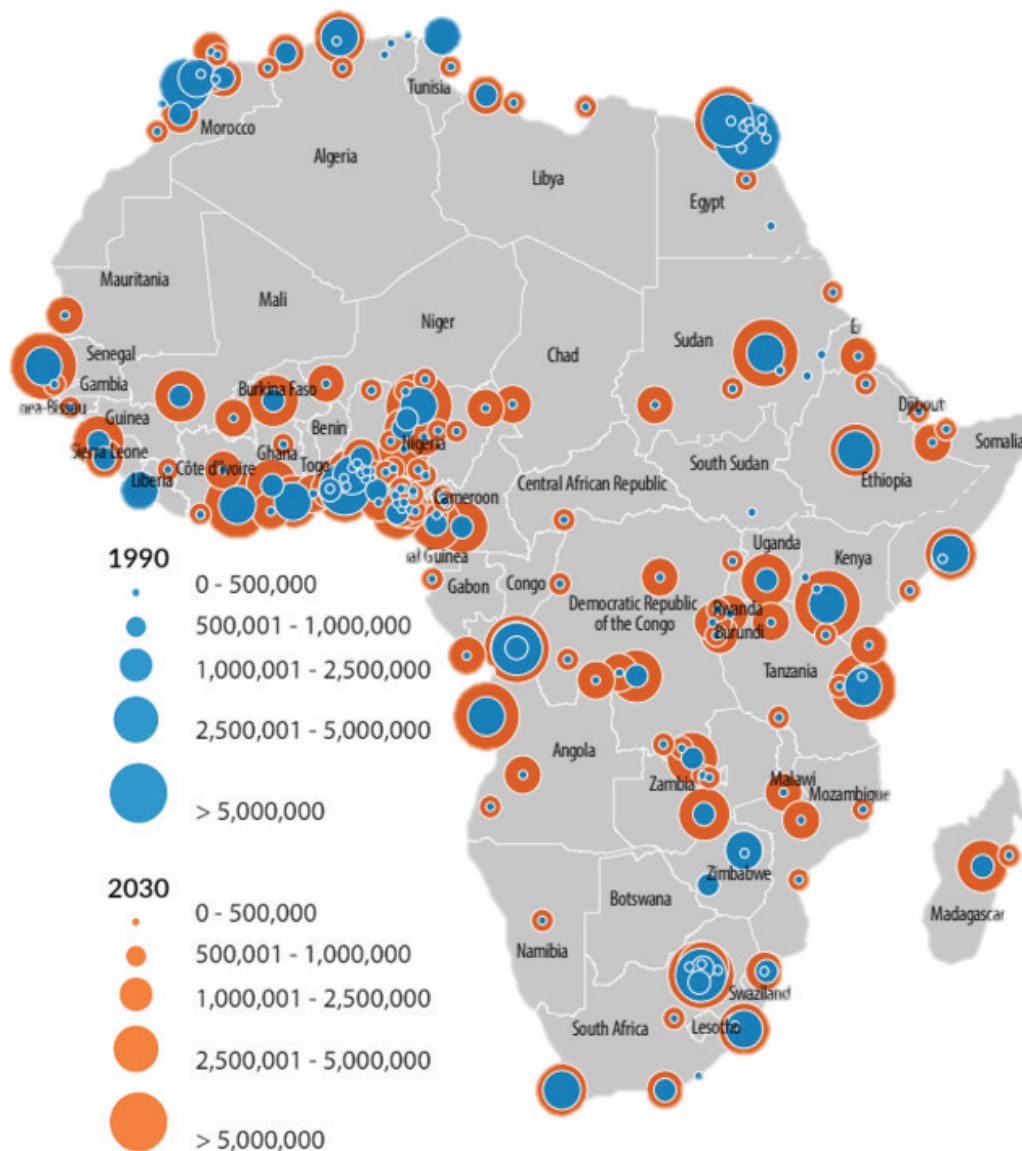 Tunisia
Morocco
Algeria
Libya
Egypt
Mauritania
Mali
Niger
Chad
Sudan
Senegal
Gambia
nea-Bissau
Guinea
Sierra Leone
Liberia
Côte d'Ivoire
Burkina Faso
Ghana
Togo
Benin
Nigeria
Cameroon
Central African Republic
South Sudan
Djibout
Somalia
Ethiopia
al Guinea
Gabon
Congo
Democratic Republic
of the Congo
Uganda
Kenya
Rwanda
Burundi
Tanzania
Angola
Zambia
Malawi
Mozambique
Zimbabwe
Botswana
Namibia
Madagascar
Swaziland
South Africa
Lesotho
1990
0 - 500,000
500,001 - 1,000,000
1,000,001 - 2,500,000
2,500,001 - 5,000,000
> 5,000,000
2030
0 - 500,000
500,001 - 1,000,000
1,000,001 - 2,500,000
2,500,001 - 5,000,000
> 5,000,000